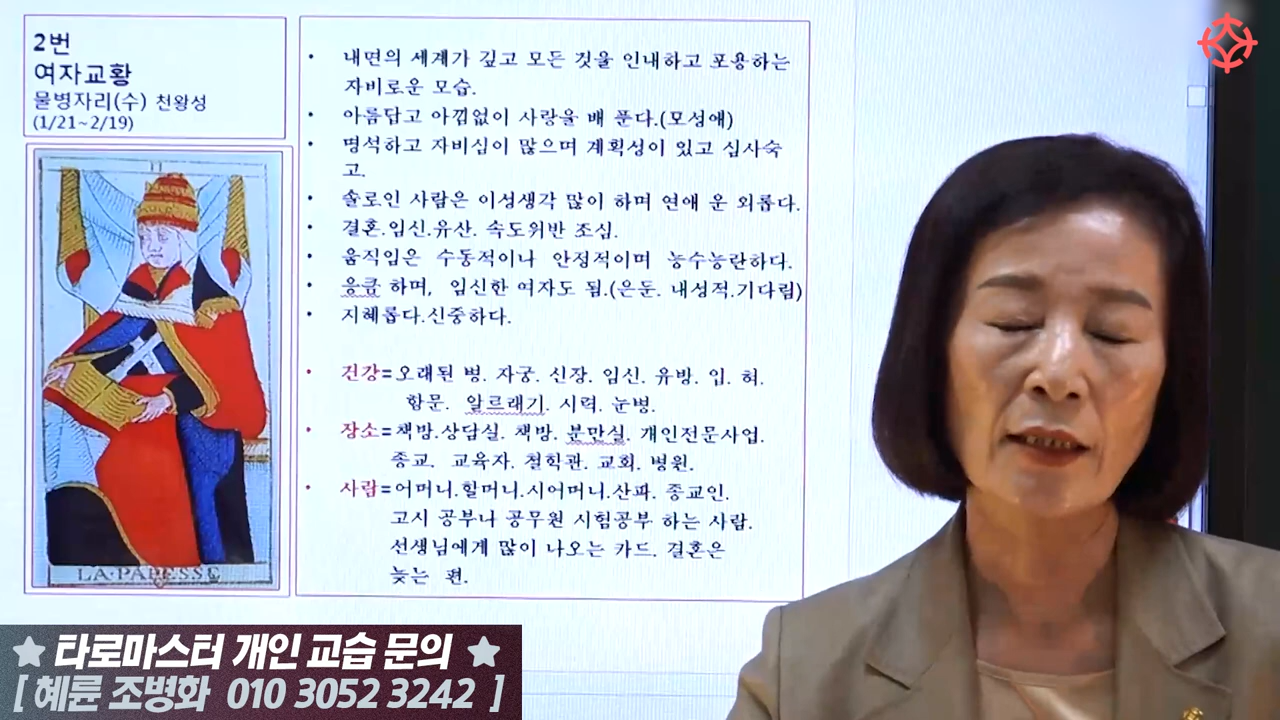 2번
여자교황
물병자리(수) 천왕성
(1/21~2/19)
II
LA·PAPESSE
• 내면의 세계가 깊고 모든 것을 인내하고 포용하는
자비로운 모습.
• 아름답고 아낌없이 사랑을 배 푼다.(모성애)
• 명석하고 자비심이 많으며 계획성이 있고 심사숙
고.
• 솔로인 사람은 이성생각 많이 하며 연애 운 외롭다.
• 결혼.임신.유산. 속도위반 조심.
• 움직임은 수동적이나 안정적이며 능수능란하다.
• 응큼 하며, 임신한 여자도 됨.(은둔. 내성적.기다림)
• 지혜롭다.신중하다.
• 건강=오래된 병. 자궁. 신장. 임신. 유방. 입. 혀.
항문. 알르래기. 시력. 눈병.
• 장소=책방.상담실. 책방. 분만실. 개인전문사업.
종교. 교육자. 철학관. 교회. 병원.
• 사람=어머니.할머니.시어머니.산파. 종교인.
고시 공부나 공무원 시험공부 하는 사람.
선생님에게 많이 나오는 카드. 결혼은
늦는 편.
★ 타로마스터 개인 교습 문의 ★
[ 혜륜 조병화 010 3052 3242 ]